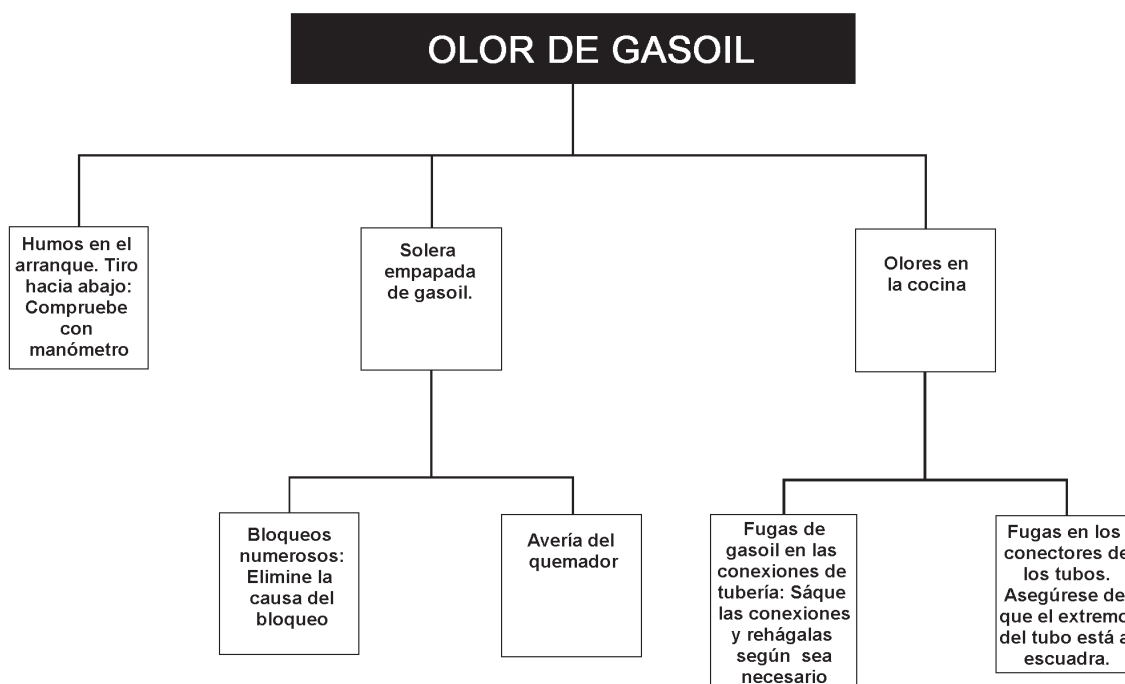 OLOR DE GASOIL
Humos en el
arranque. Tiro
hacia abajo:
Compruebe
con
manómetro
Solera
empapada
de gasoil.
Olores en
la cocina
Bloqueos
numerosos:
Elimine la
causa del
bloqueo
Avería del
quemador
Fugas de
gasoil en las
conexiones de
tubería: Sáque
las conexiones
y rehágalas
según sea
necesario
Fugas en los
conectores de
los tubos.
Asegúrese de
que el extremo
del tubo está a
escuadra.